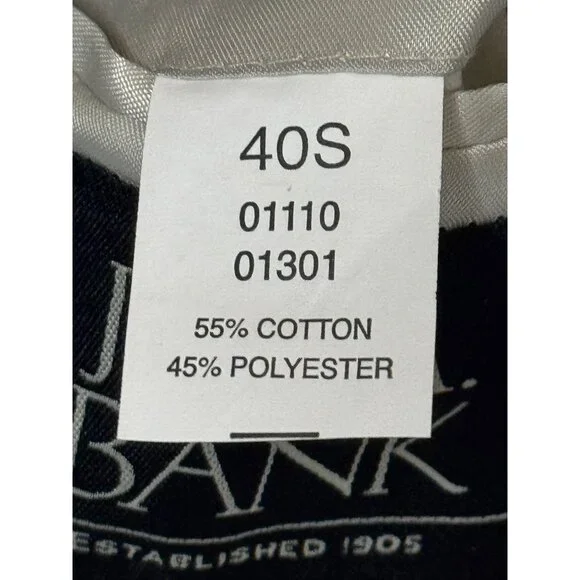 40S
01110
01301
55% COTTON
45% POLYESTER
J .
BANK
ESTABLISHED 1905